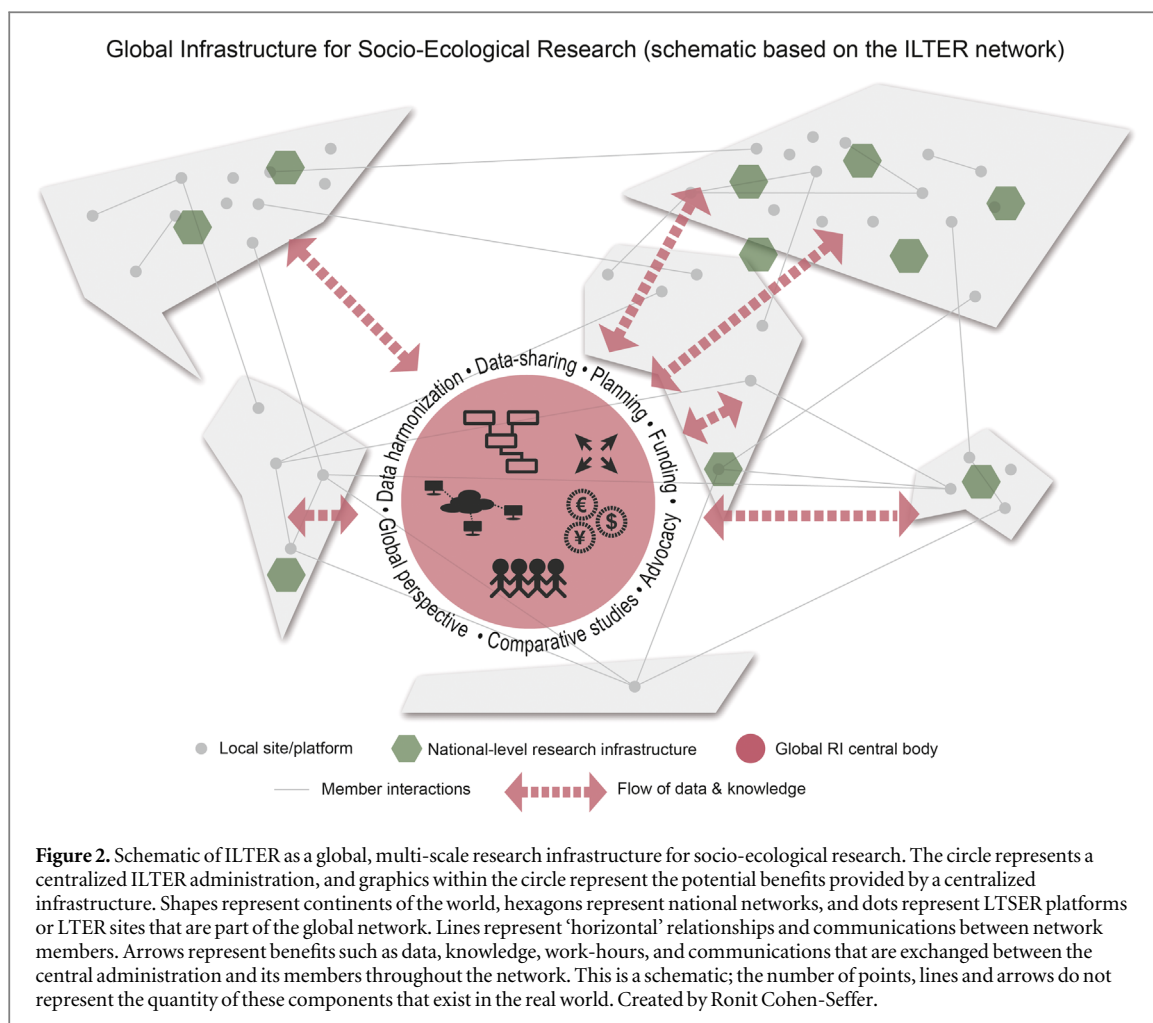 Global Infrastructure for Socio-Ecological Research (schematic based on the ILTER network)
Global perspective • Data harmonization • Data-sharing • Planning • Funding • Advocacy • Comparative studies •
€
$
¥
Local site/platform
National-level research infrastructure
Global RI central body
Member interactions
Flow of data & knowledge
Figure 2. Schematic of ILTER as a global, multi-scale research infrastructure for socio-ecological research. The circle represents a
centralized ILTER administration, and graphics within the circle represent the potential benefits provided by a centralized
infrastructure. Shapes represent continents of the world, hexagons represent national networks, and dots represent LTSER platforms
or LTER sites that are part of the global network. Lines represent ‘horizontal’ relationships and communications between network
members. Arrows represent benefits such as data, knowledge, work-hours, and communications that are exchanged between the
central administration and its members throughout the network. This is a schematic; the number of points, lines and arrows do not
represent the quantity of these components that exist in the real world. Created by Ronit Cohen-Seffer.